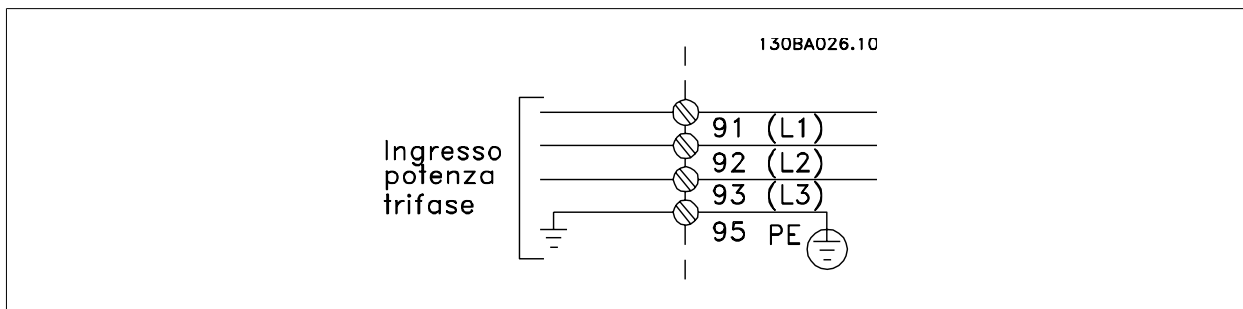 130BA026.10
Ingresso
potenza
trifase
91 (L1)
92 (L2)
93 (L3)
95 PE